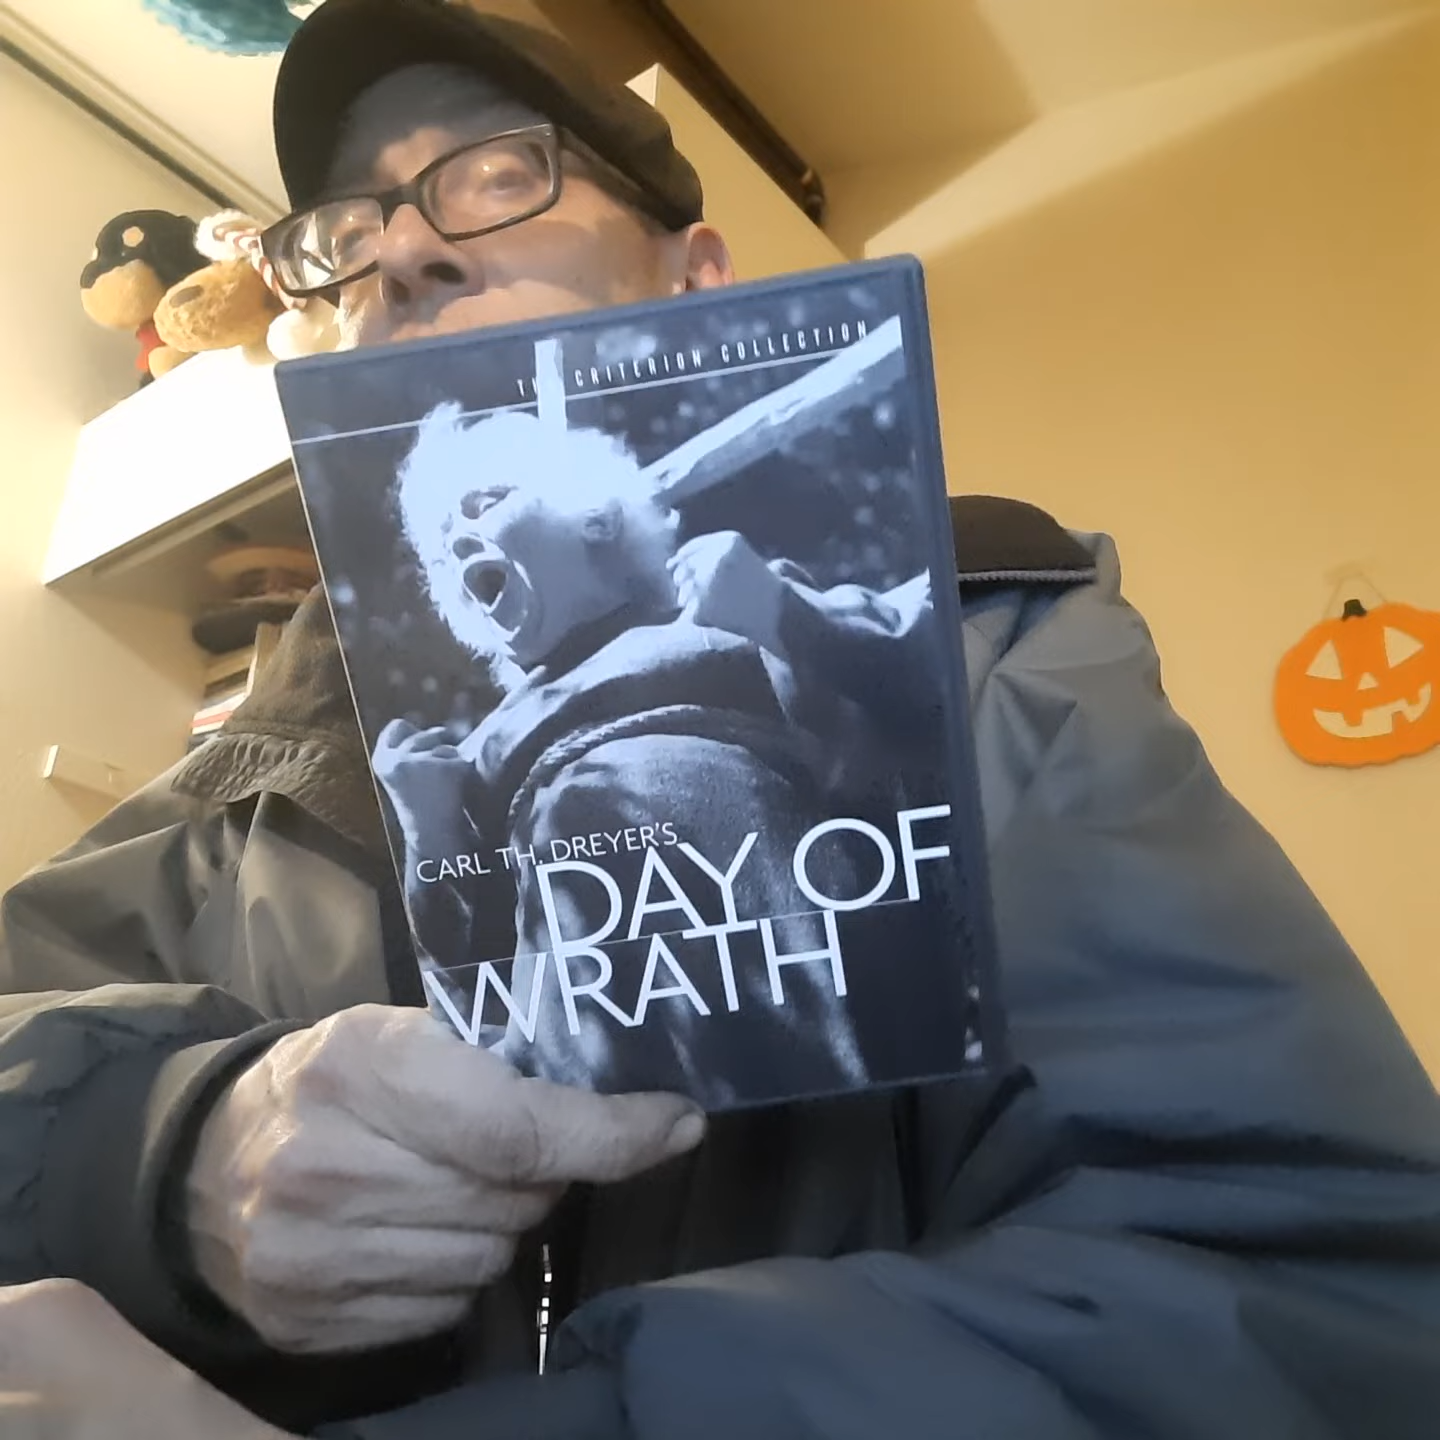 THE CRITERION COLLECTION
CARL TH. DREYER'S
DAY OF
WRATH